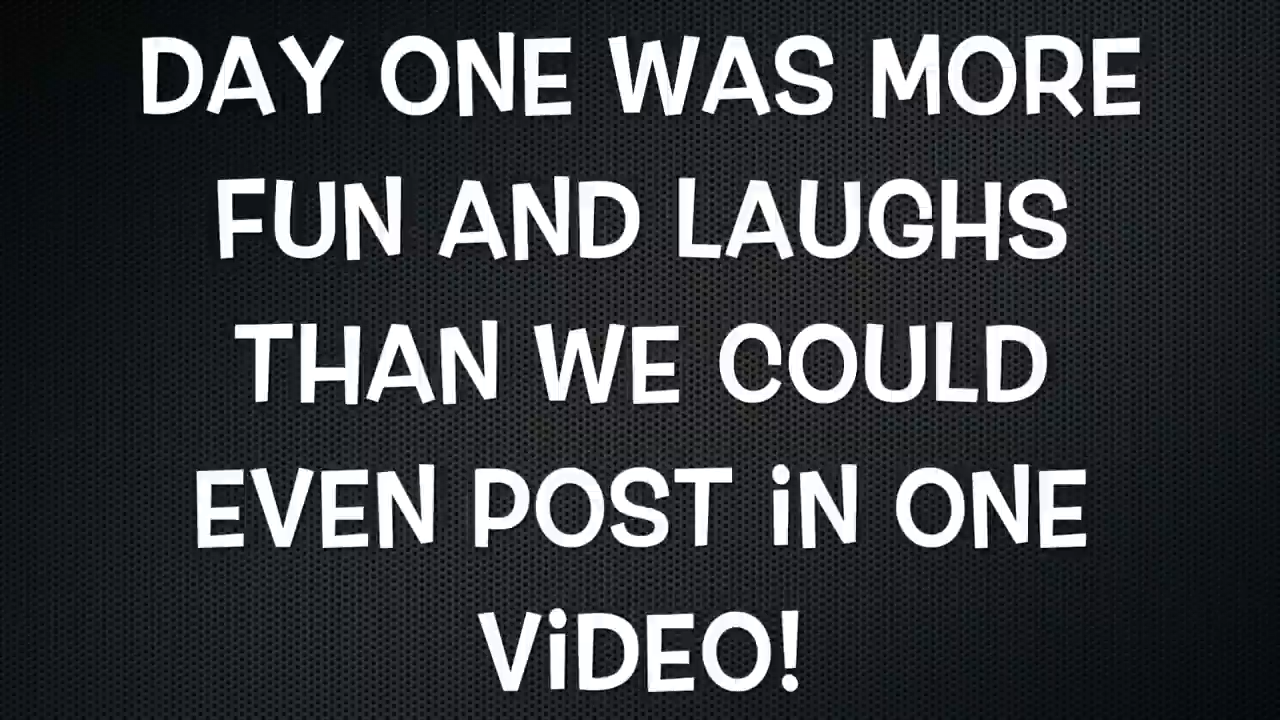 DAY ONE WAS MORE
FUN AND LAUGHS
THAN WE COULD
EVEN POST iN ONE
ViDEO!